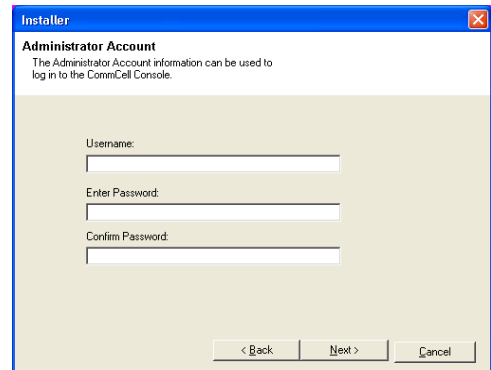 Installer
Administrator Account
The Administrator Account information can be used to
log in to the CommCell Console.
Username:
Enter Password:
Confirm Password:
< Back
Next >
Cancel